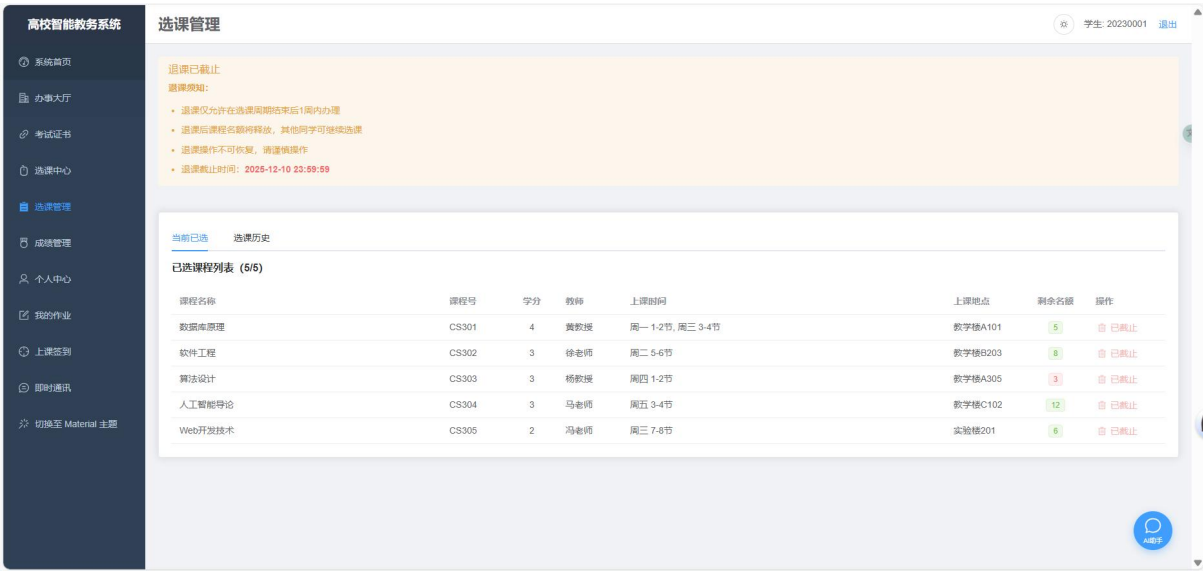 高校智能教务系统
选课管理
学生: 20230001 退出
系统首页
办事大厅
考试证书
选课中心
选课管理
成绩管理
个人中心
我的作业
上课签到
即时通讯
切换至 Material 主题
退课已截止
退课须知:
• 退课仅允许在选课周期结束后1周内办理
• 退课后课程名额将释放，其他同学可继续选课
• 退课操作不可恢复，请谨慎操作
• 退课截止时间：2025-12-10 23:59:59
当前已选 选课历史
已选课程列表 (5/5)
课程名称 课程号 学分 教师 上课时间 上课地点 剩余名额 操作
数据库原理 CS301 4 黄教授 周一 1-2节, 周三 3-4节 教学楼A101 5 已截止
软件工程 CS302 3 徐老师 周二 5-6节 教学楼B203 8 已截止
算法设计 CS303 3 杨教授 周四 1-2节 教学楼A305 3 已截止
人工智能导论 CS304 3 马老师 周五 3-4节 教学楼C102 12 已截止
Web开发技术 CS305 2 冯老师 周三 7-8节 实验楼201 6 已截止
AI助手